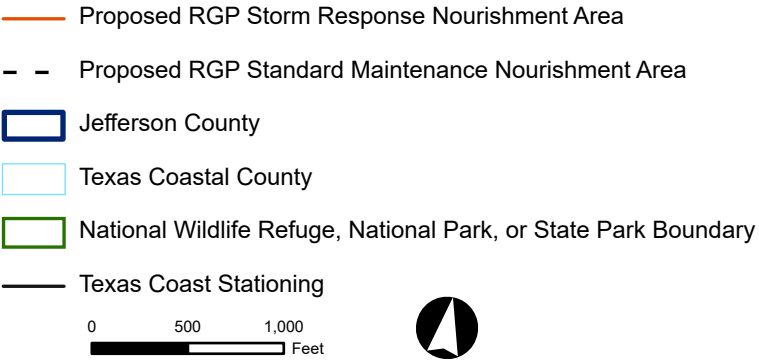 Proposed RGP Storm Response Nourishment Area
Proposed RGP Standard Maintenance Nourishment Area
Jefferson County
Texas Coastal County
National Wildlife Refuge, National Park, or State Park Boundary
Texas Coast Stationing
0 500 1,000
Feet